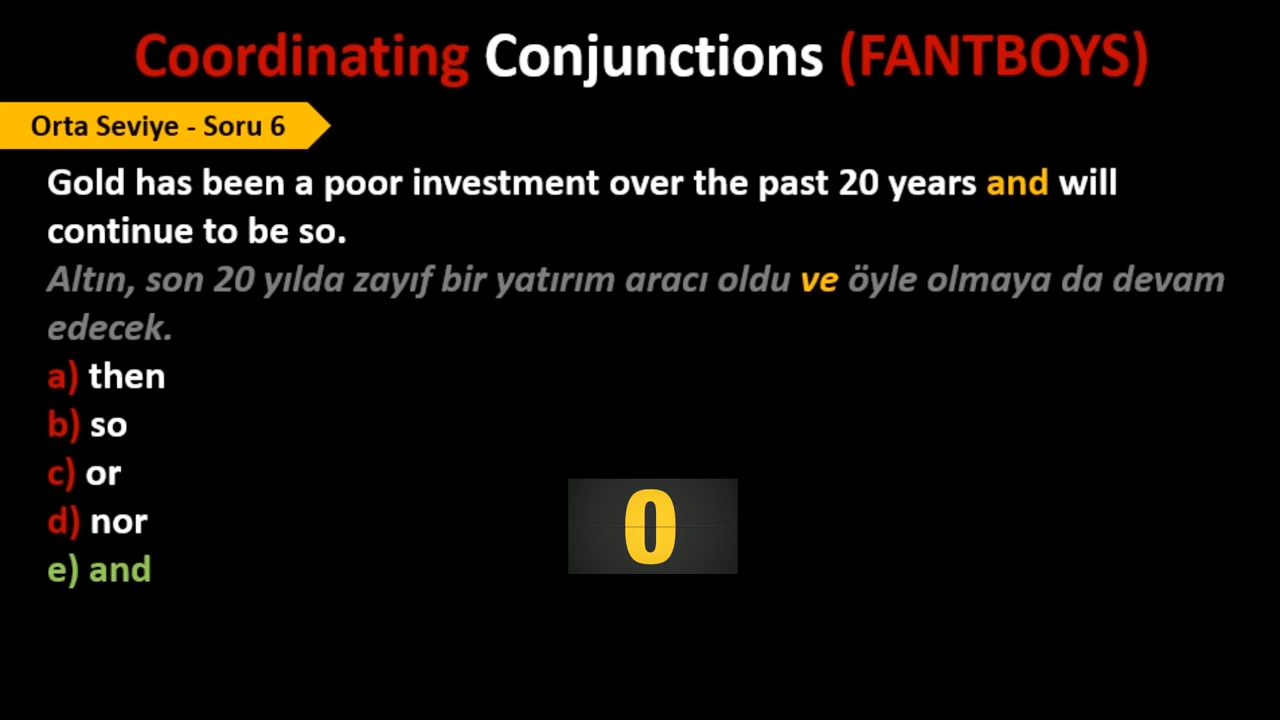 Coordinating Conjunctions (FANTBOYS)
Orta Seviye - Soru 6
Gold has been a poor investment over the past 20 years and will
continue to be so.
Altın, son 20 yılda zayıf bir yatırım aracı oldu ve öyle olmaya da devam
edecek.
a) then
b) so
c) or
d) nor
e) and
0